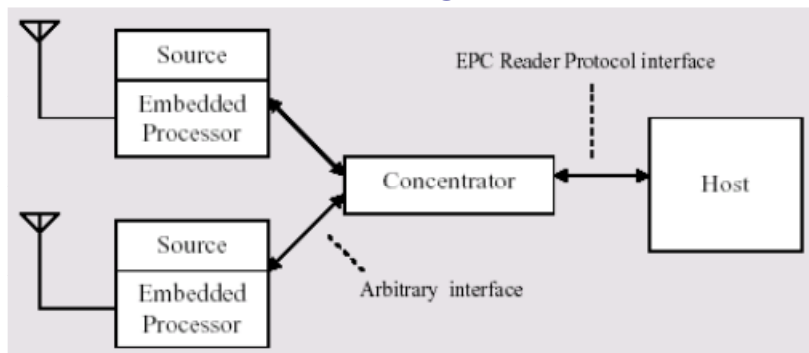 Source
Embedded
Processor
EPC Reader Protocol interface
Concentrator
Host
Source
Embedded
Processor
Arbitrary interface